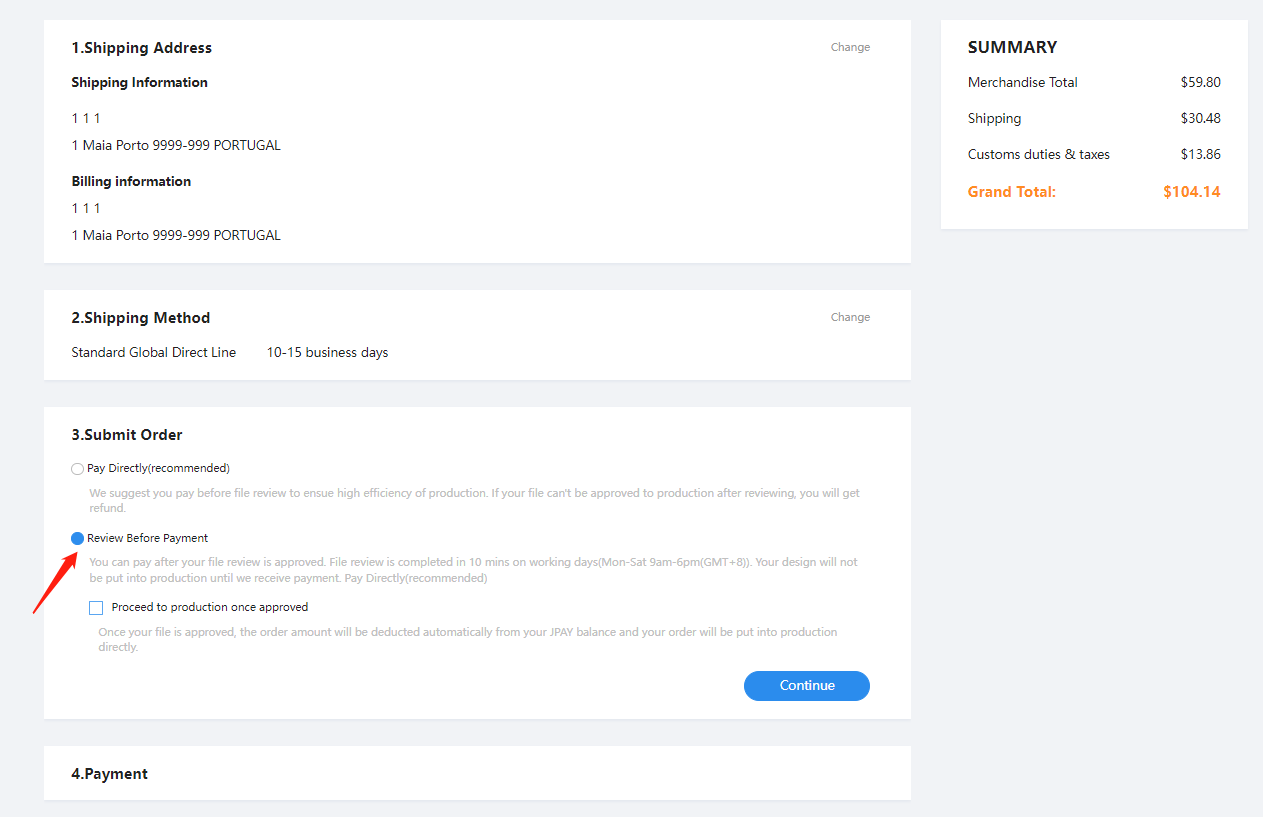 1.Shipping Address
Change
Shipping Information
1 1 1
1 Maia Porto 9999-999 PORTUGAL
Billing information
1 1 1
1 Maia Porto 9999-999 PORTUGAL
2.Shipping Method
Change
Standard Global Direct Line 10-15 business days
3.Submit Order
Pay Directly(recommended)
We suggest you pay before file review to ensue high efficiency of production. If your file can't be approved to production after reviewing, you will get
refund.
Review Before Payment
You can pay after your file review is approved. File review is completed in 10 mins on working days(Mon-Sat 9am-6pm(GMT+8)). Your design will not
be put into production until we receive payment. Pay Directly(recommended)
Proceed to production once approved
Once your file is approved, the order amount will be deducted automatically from your JPAY balance and your order will be put into production
directly.
Continue
4.Payment
SUMMARY
Merchandise Total $59.80
Shipping $30.48
Customs duties & taxes $13.86
Grand Total: $104.14